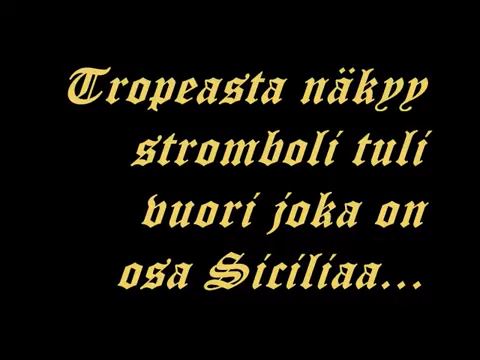 Tropeasta näkyy
stromboli tuli
vuori joka on
osa Siciliaa...